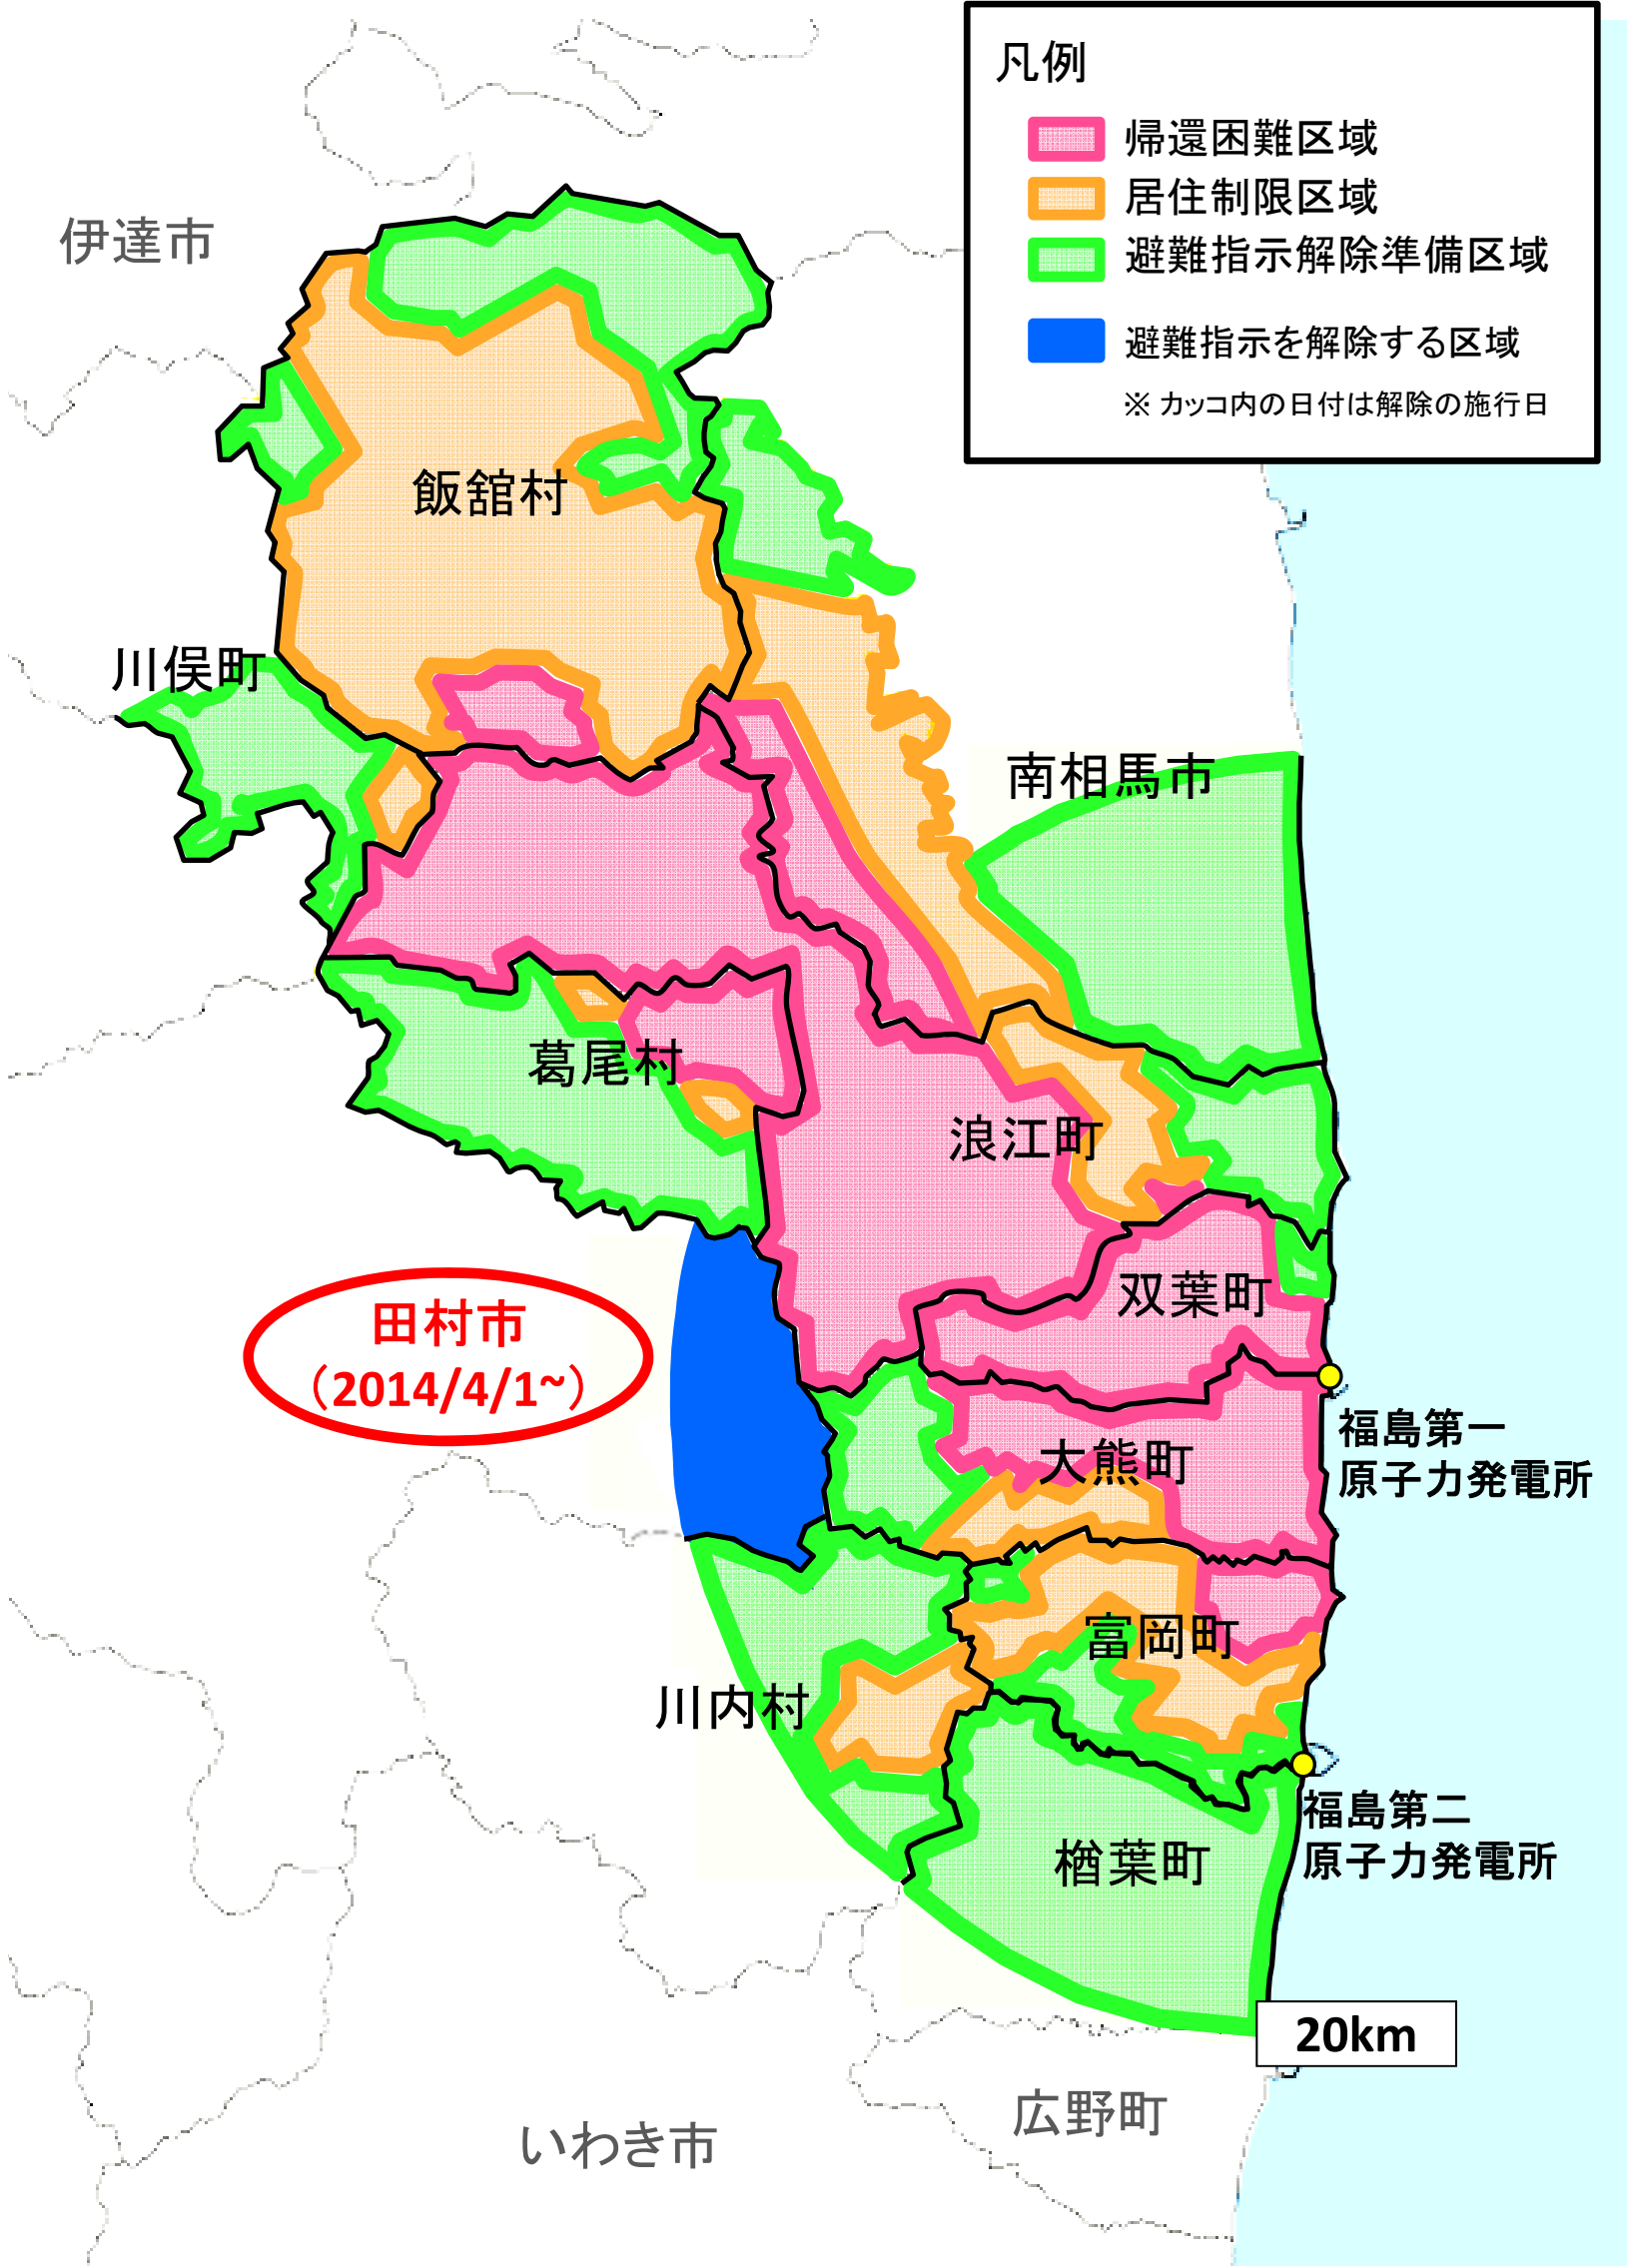 凡例
帰還困難区域
居住制限区域
避難指示解除準備区域
避難指示を解除する区域
※ カッコ内の日付は解除の施行日
伊達市
飯舘村
川俣町
南相馬市
葛尾村
浪江町
双葉町
田村市
（2014/4/1~）
福島第一
原子力発電所
大熊町
富岡町
川内村
福島第二
原子力発電所
楢葉町
20km
広野町
いわき市